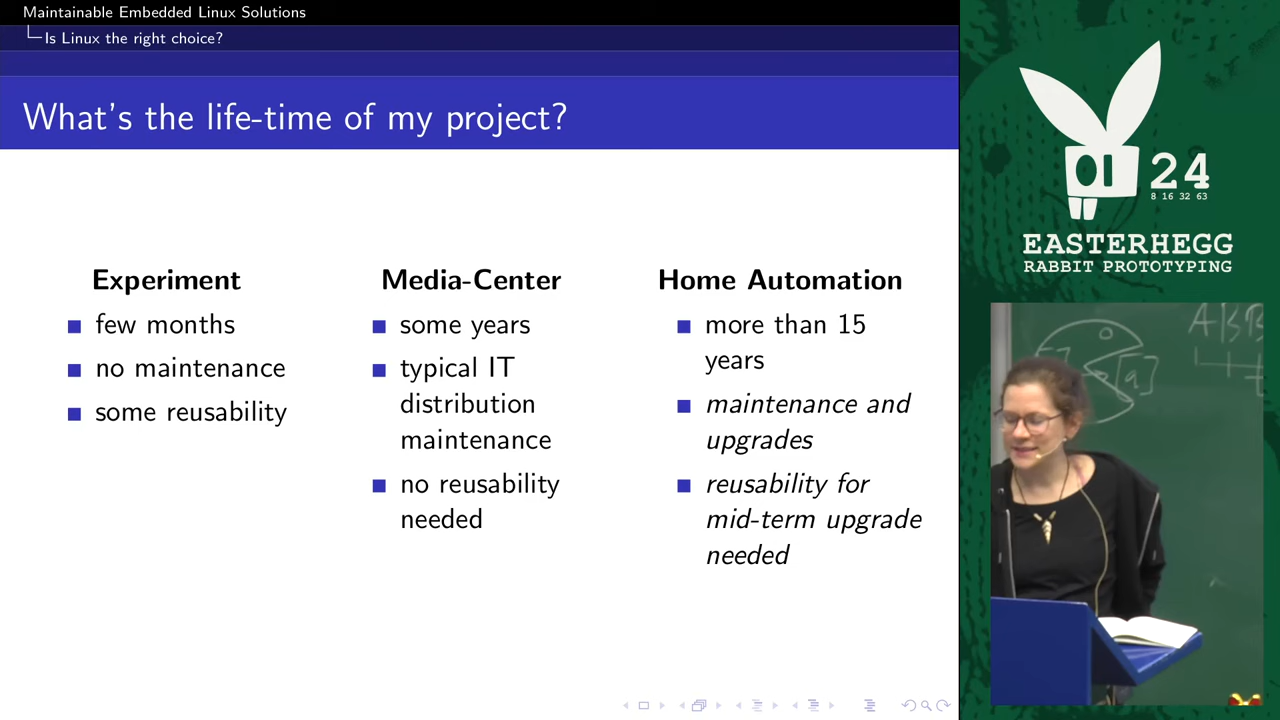 Maintainable Embedded Linux Solutions
Is Linux the right choice?
What's the life-time of my project?
Experiment
few months
no maintenance
some reusability
Media-Center
some years
typical IT
distribution
maintenance
no reusability
needed
Home Automation
more than 15
years
maintenance and
upgrades
reusability for
mid-term upgrade
needed
24
8 16 32 63
EASTERHEGG
RABBIT PROTOTYPING